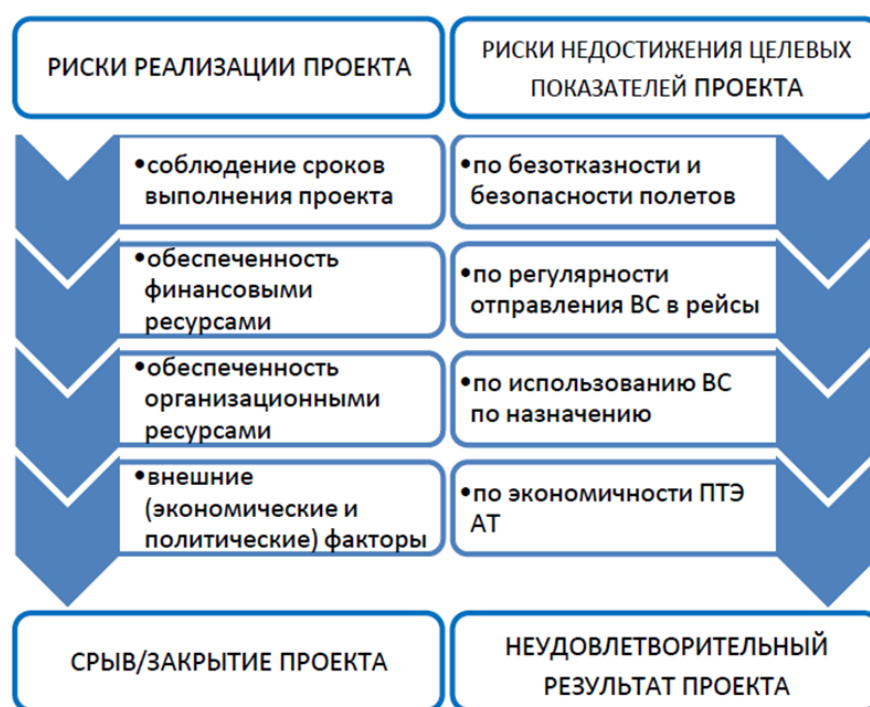 РИСКИ РЕАЛИЗАЦИИ ПРОЕКТА
РИСКИ НЕДОСТИЖЕНИЯ ЦЕЛЕВЫХ
ПОКАЗАТЕЛЕЙ ПРОЕКТА
•соблюдение сроков
выполнения проекта
•по безотказности и
безопасности полетов
•обеспеченность
финансовыми
ресурсами
•по регулярности
отправления ВС в рейсы
•обеспеченность
организационными
ресурсами
•по использованию ВС
по назначению
•внешние
(экономические и
политические) факторы
•по экономичности ПТЭ
АТ
СРЫВ/ЗАКРЫТИЕ ПРОЕКТА
НЕУДОВЛЕТВОРИТЕЛЬНЫЙ
РЕЗУЛЬТАТ ПРОЕКТА